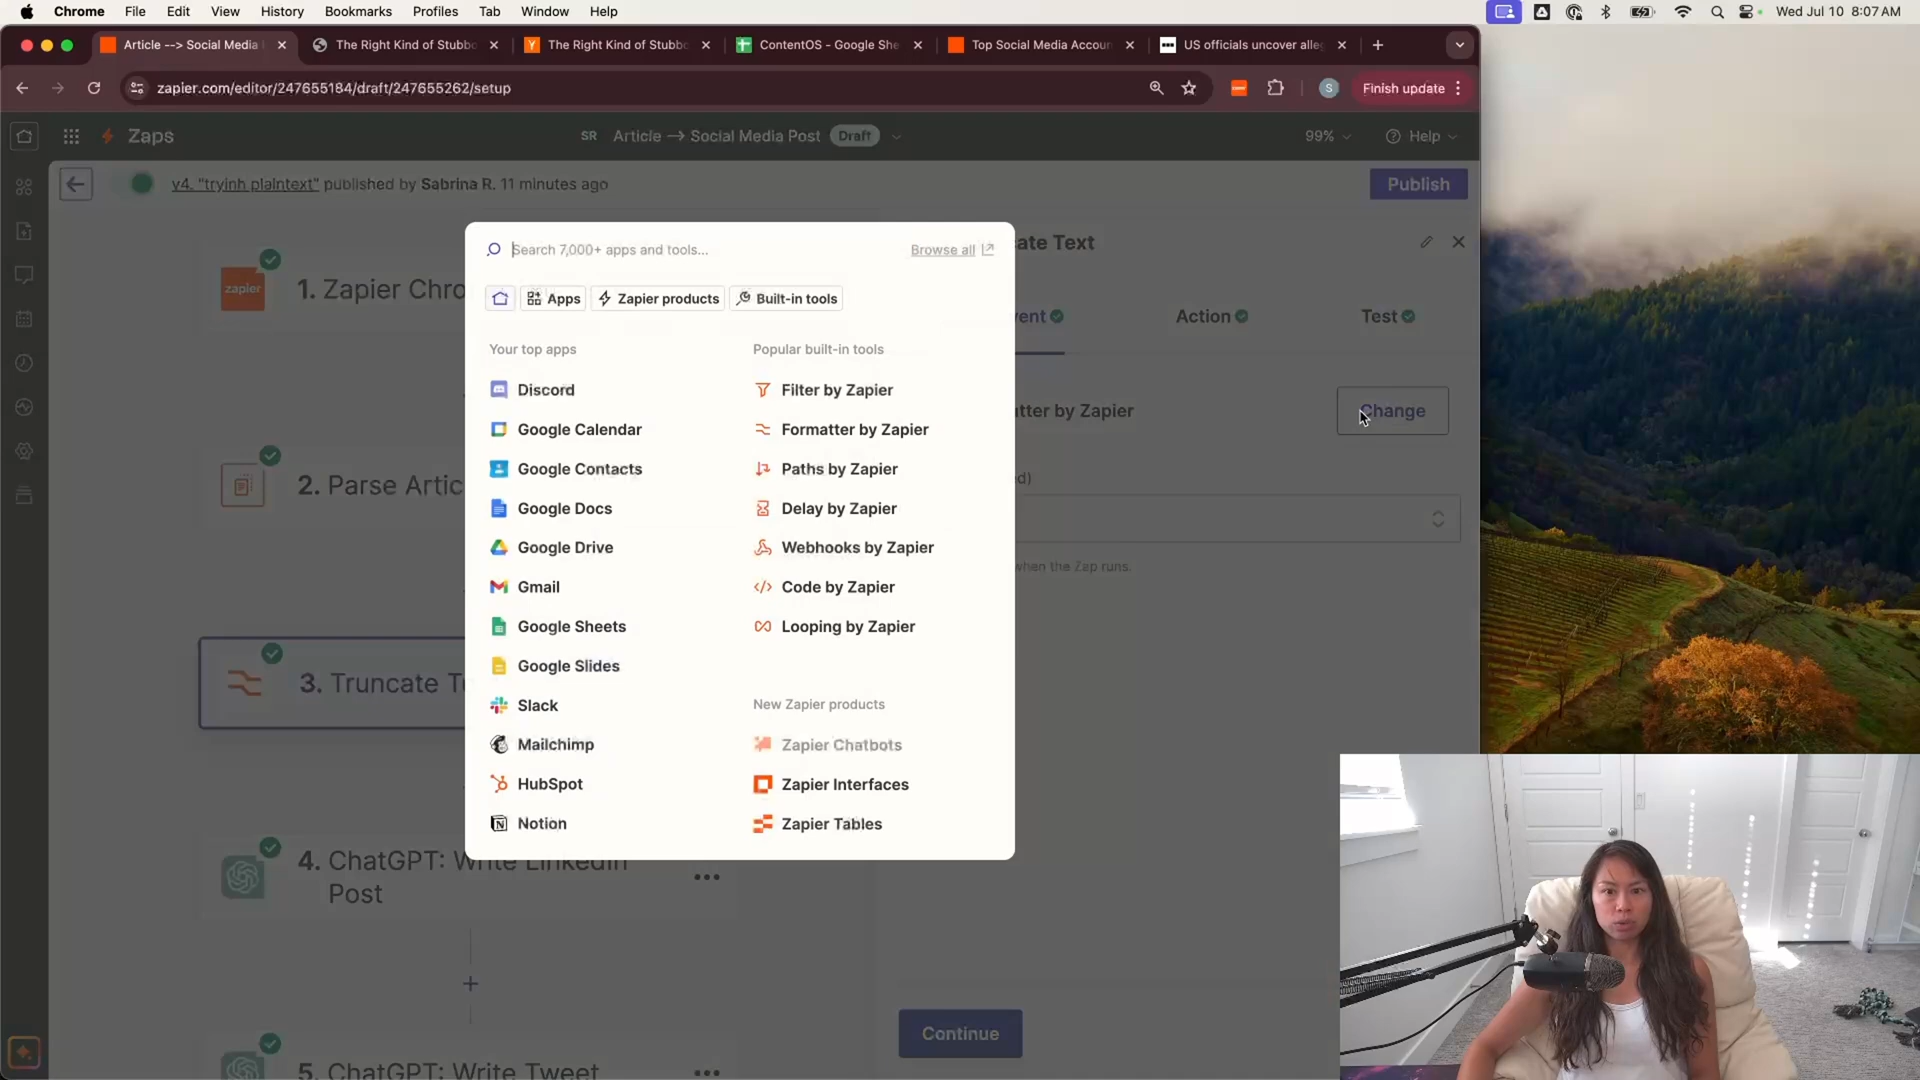 Chrome File Edit View History Bookmarks Profiles Tab Window Help
Wed Jul 10 8:07 AM
Article --> Social Media
The Right Kind of Stubbo
The Right Kind of Stubbo
ContentOS - Google She
Top Social Media Accoun
US officials uncover alleg
zapier.com/editor/247655184/draft/247655262/setup
S
Finish update
Zaps
SR Article --> Social Media Post Draft
99%
Help
v4. "tryinh plaintext" published by Sabrina R. 11 minutes ago
Publish
Search 7,000+ apps and tools...
Browse all
Apps
Zapier products
Built-in tools
Your top apps
Discord
Google Calendar
Google Contacts
Google Docs
Google Drive
Gmail
Google Sheets
Google Slides
Slack
Mailchimp
HubSpot
Notion
Popular built-in tools
Filter by Zapier
Formatter by Zapier
Paths by Zapier
Delay by Zapier
Webhooks by Zapier
Code by Zapier
Looping by Zapier
New Zapier products
Zapier Chatbots
Zapier Interfaces
Zapier Tables
zapier
1. Zapier Chro
2. Parse Artic
3. Truncate T
4. ChatGPT: Write LinkedIn
Post
5. ChatGPT: Write Tweet
ate Text
ent
Action
Test
tter by Zapier
Change
d)
when the Zap runs.
Continue